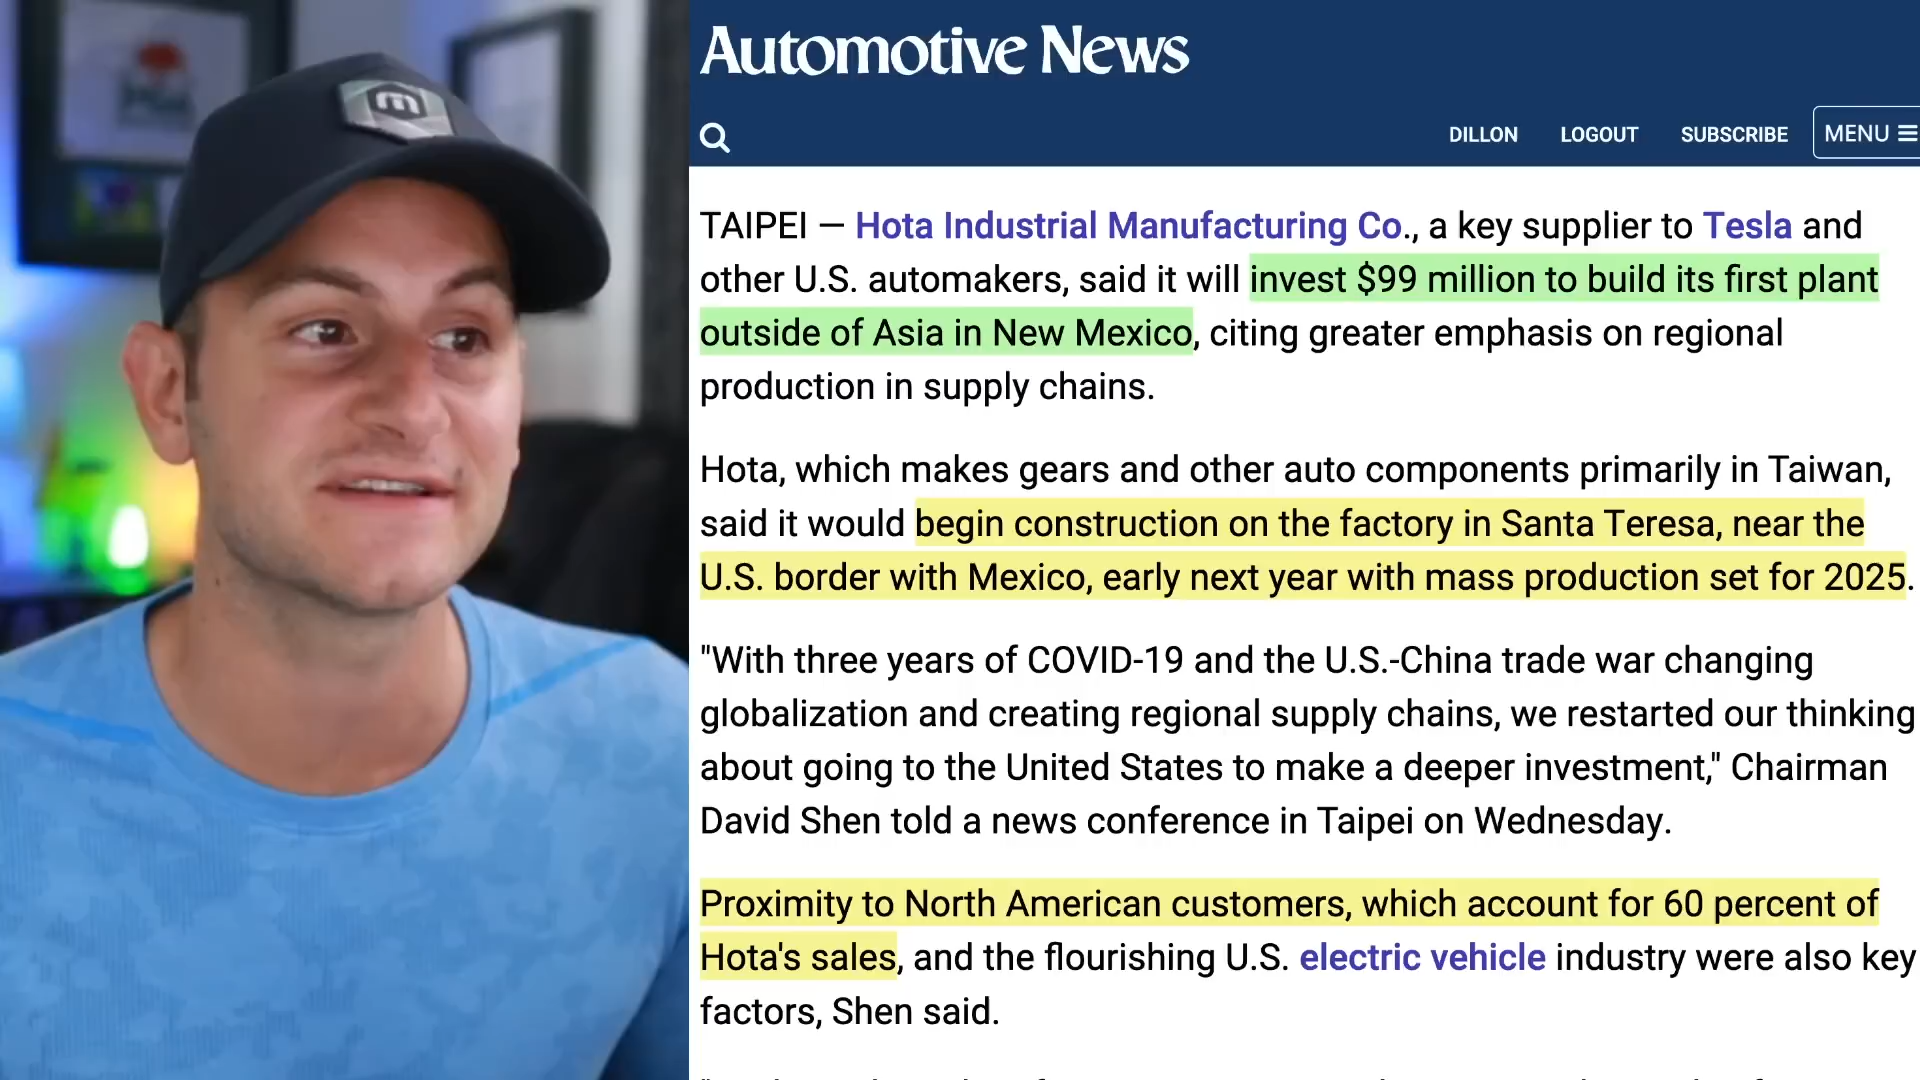 Automotive News
DILLON LOGOUT SUBSCRIBE MENU
TAIPEI — Hota Industrial Manufacturing Co., a key supplier to Tesla and
other U.S. automakers, said it will invest $99 million to build its first plant
outside of Asia in New Mexico, citing greater emphasis on regional
production in supply chains.
Hota, which makes gears and other auto components primarily in Taiwan,
said it would begin construction on the factory in Santa Teresa, near the
U.S. border with Mexico, early next year with mass production set for 2025.
"With three years of COVID-19 and the U.S.-China trade war changing
globalization and creating regional supply chains, we restarted our thinking
about going to the United States to make a deeper investment," Chairman
David Shen told a news conference in Taipei on Wednesday.
Proximity to North American customers, which account for 60 percent of
Hota's sales, and the flourishing U.S. electric vehicle industry were also key
factors, Shen said.